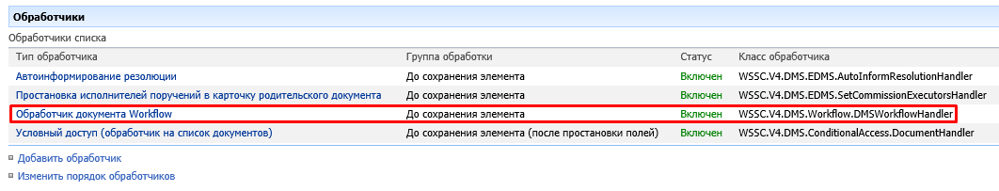 Обработчики
Обработчики списка
Тип обработчика Группа обработки Статус Класс обработчика
Автоинформирование резолюции До сохранения элемента Включен WSSC.V4.DMS.EDMS.AutoInformResolutionHandler
Простановка исполнителей поручений в карточку родительского документа До сохранения элемента Включен WSSC.V4.DMS.EDMS.SetCommissionExecutorsHandler
Обработчик документа Workflow До сохранения элемента Включен WSSC.V4.DMS.Workflow.DMSWorkflowHandler
Условный доступ (обработчик на список документов) До сохранения элемента (после простановки полей) Включен WSSC.V4.DMS.ConditionalAccess.DocumentHandler
Добавить обработчик
Изменить порядок обработчиков